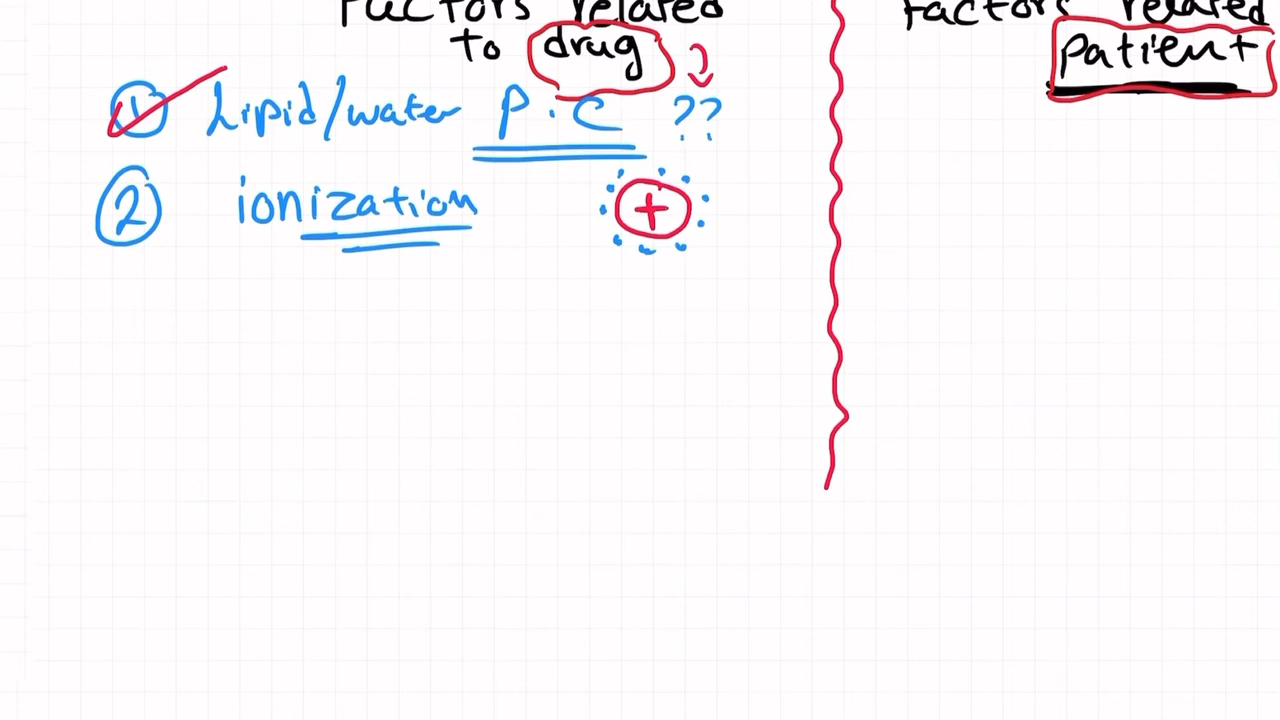 Factors related
to drug
① Lipid/water P.C ??
② ionization +
Factors related
patient